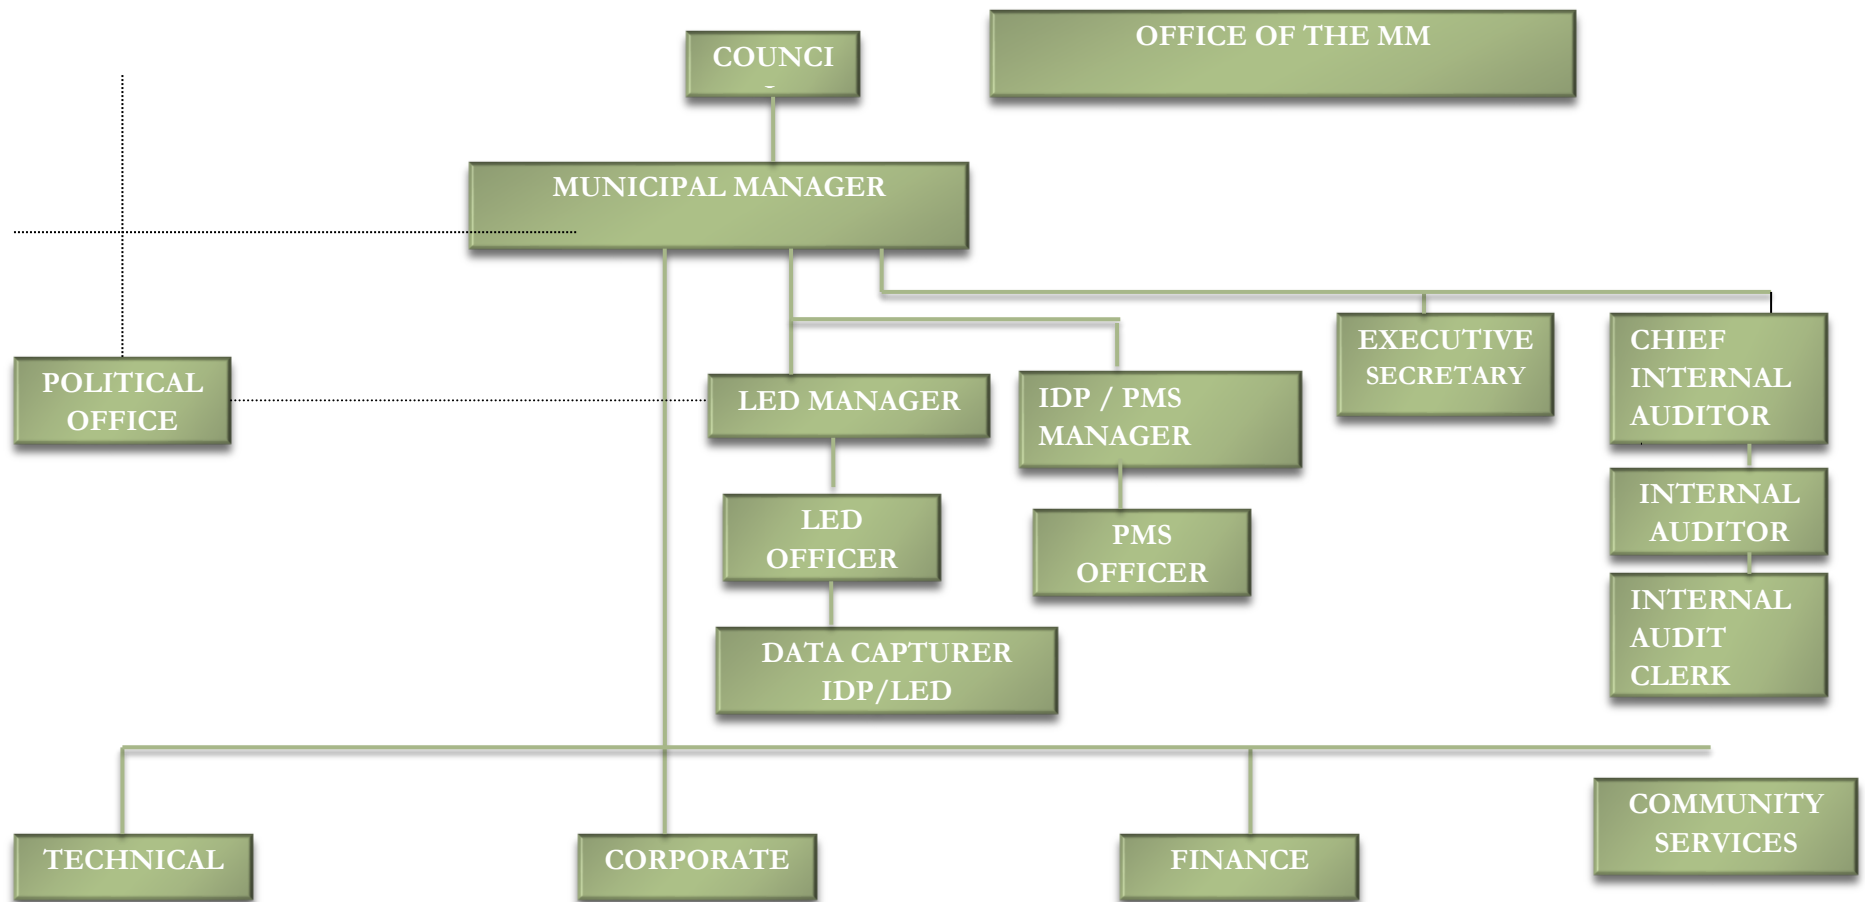 COUNCI
OFFICE OF THE MM
MUNICIPAL MANAGER
POLITICAL
OFFICE
LED MANAGER
IDP / PMS
MANAGER
EXECUTIVE
SECRETARY
CHIEF
INTERNAL
AUDITOR
LED
OFFICER
PMS
OFFICER
INTERNAL
AUDITOR
DATA CAPTURER
IDP/LED
INTERNAL
AUDIT
CLERK
TECHNICAL
CORPORATE
FINANCE
COMMUNITY
SERVICES